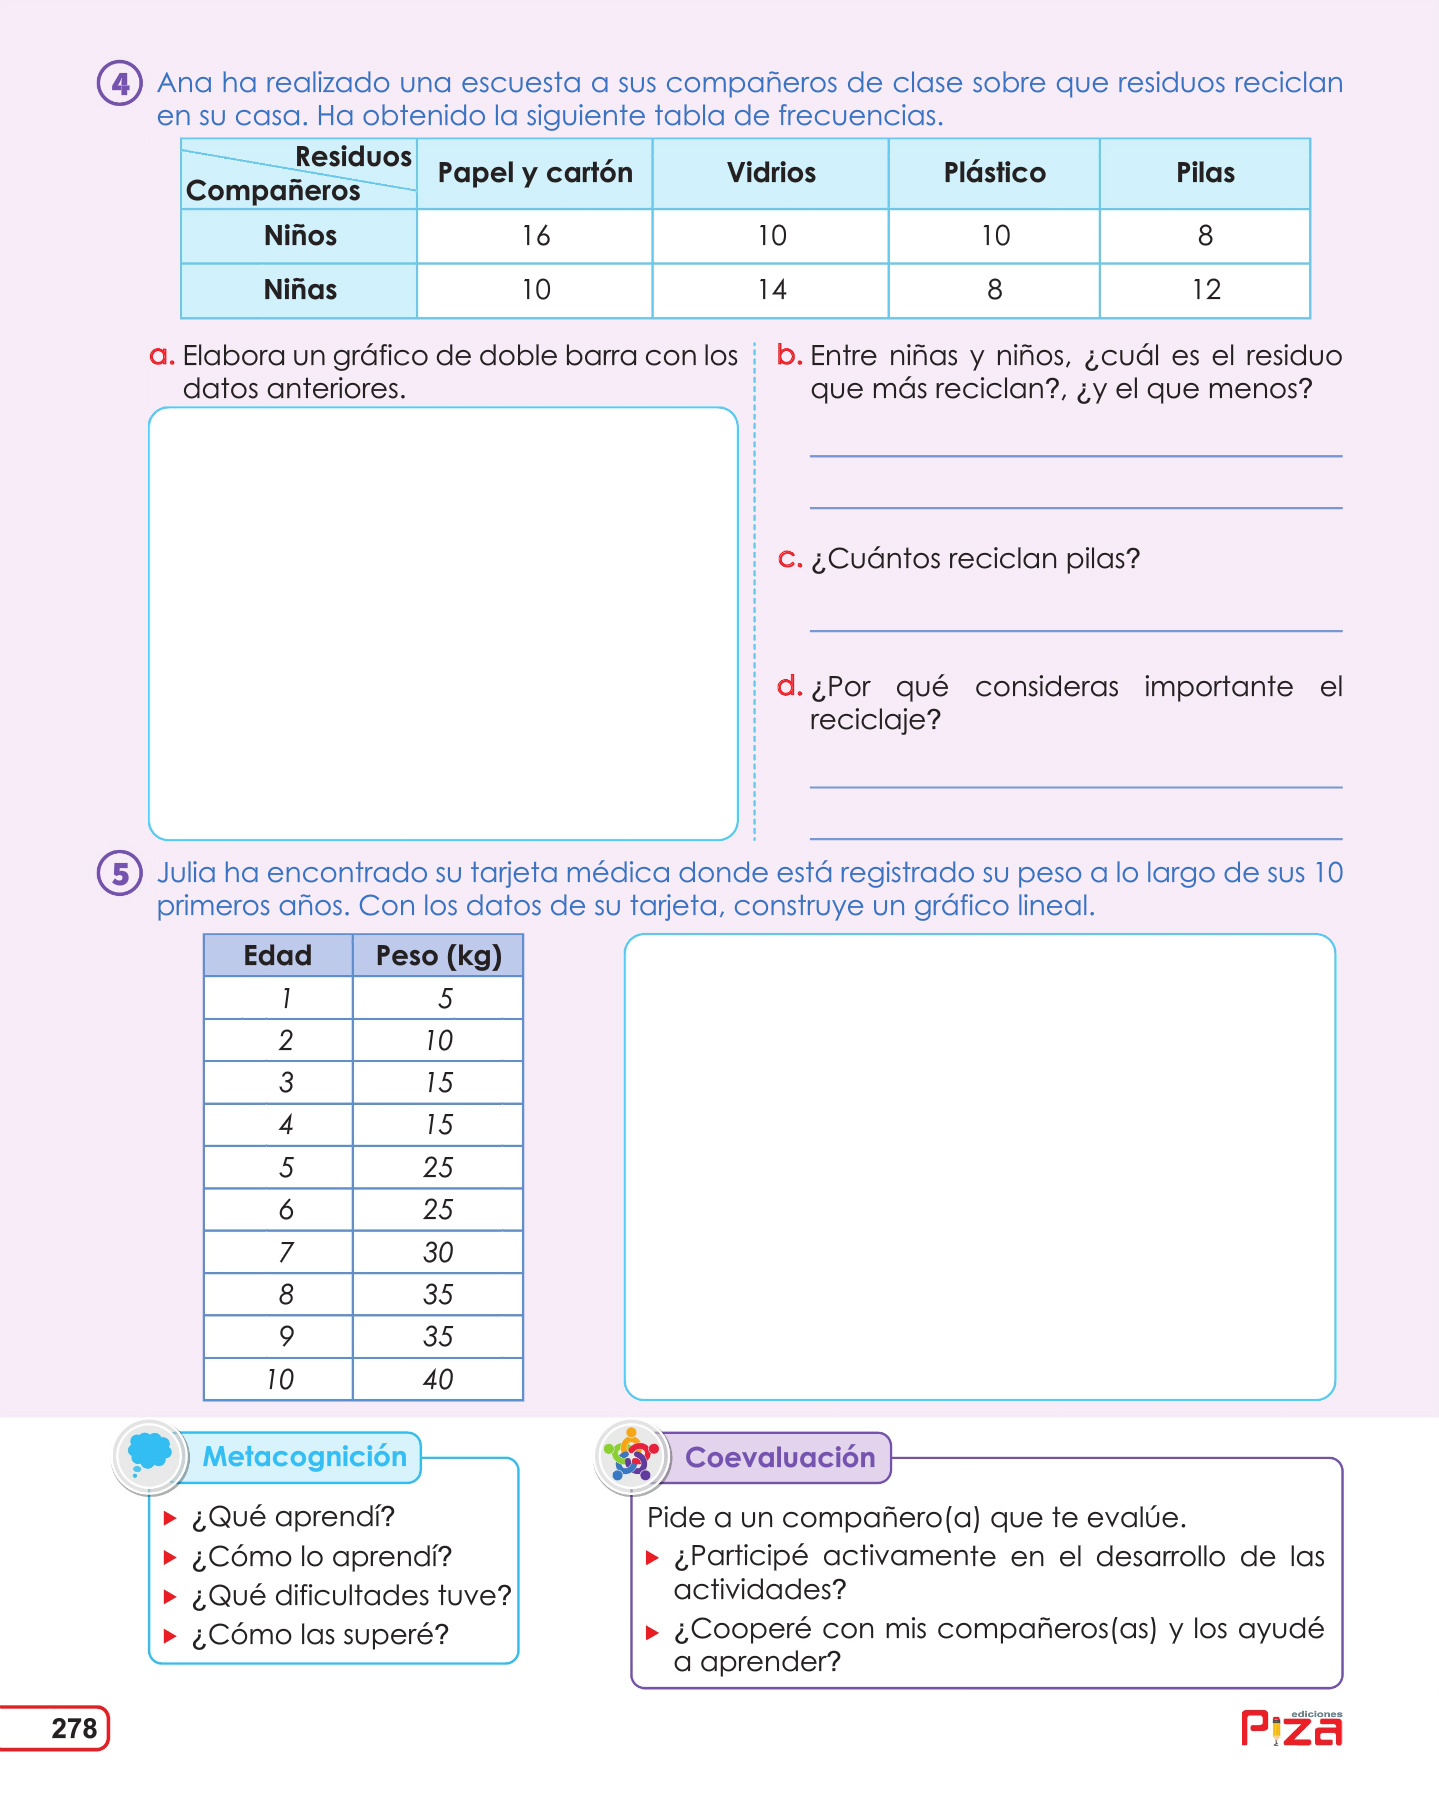 4 Ana ha realizado una escuesta a sus compañeros de clase sobre que residuos reciclan
en su casa. Ha obtenido la siguiente tabla de frecuencias.
Residuos
Compañeros
Papel y cartón Vidrios Plástico Pilas
Niños 16 10 10 8
Niñas 10 14 8 12
a. Elabora un gráfico de doble barra con los
datos anteriores.
b. Entre niñas y niños, ¿cuál es el residuo
que más reciclan?, ¿y el que menos?
c. ¿Cuántos reciclan pilas?
d. ¿Por qué consideras importante el
reciclaje?
5 Julia ha encontrado su tarjeta médica donde está registrado su peso a lo largo de sus 10
primeros años. Con los datos de su tarjeta, construye un gráfico lineal.
Edad Peso (kg)
1 5
2 10
3 15
4 15
5 25
6 25
7 30
8 35
9 35
10 40
Metacognición
¿Qué aprendí?
¿Cómo lo aprendí?
¿Qué dificultades tuve?
¿Cómo las superé?
Coevaluación
Pide a un compañero(a) que te evalúe.
¿Participé activamente en el desarrollo de las
actividades?
¿Cooperé con mis compañeros(as) y los ayudé
a aprender?
278
ediciones
Piza